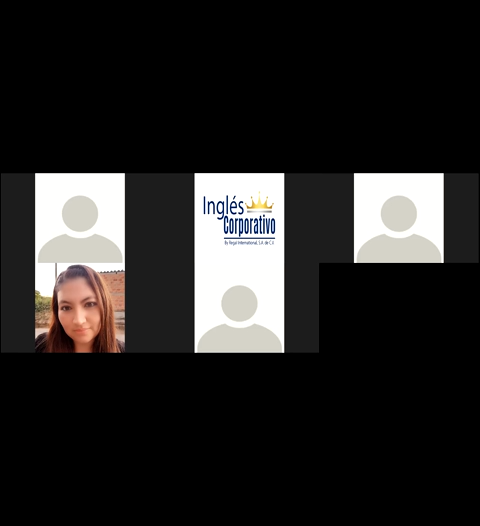 Inglés
Corporativo
By Regal International, S.A. de C.V.